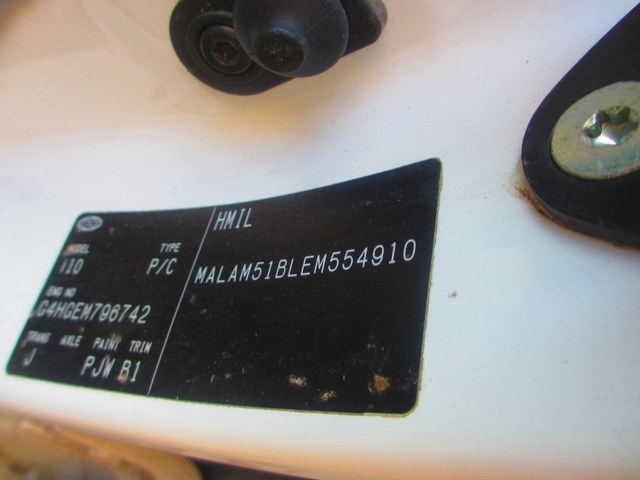 HMIL
MALAM51BLEM554910
MODEL TYPE
i10 P/C
ENG NO
G4HGEM796742
TRANS AXLE PAINT TRIM
J PJW B1